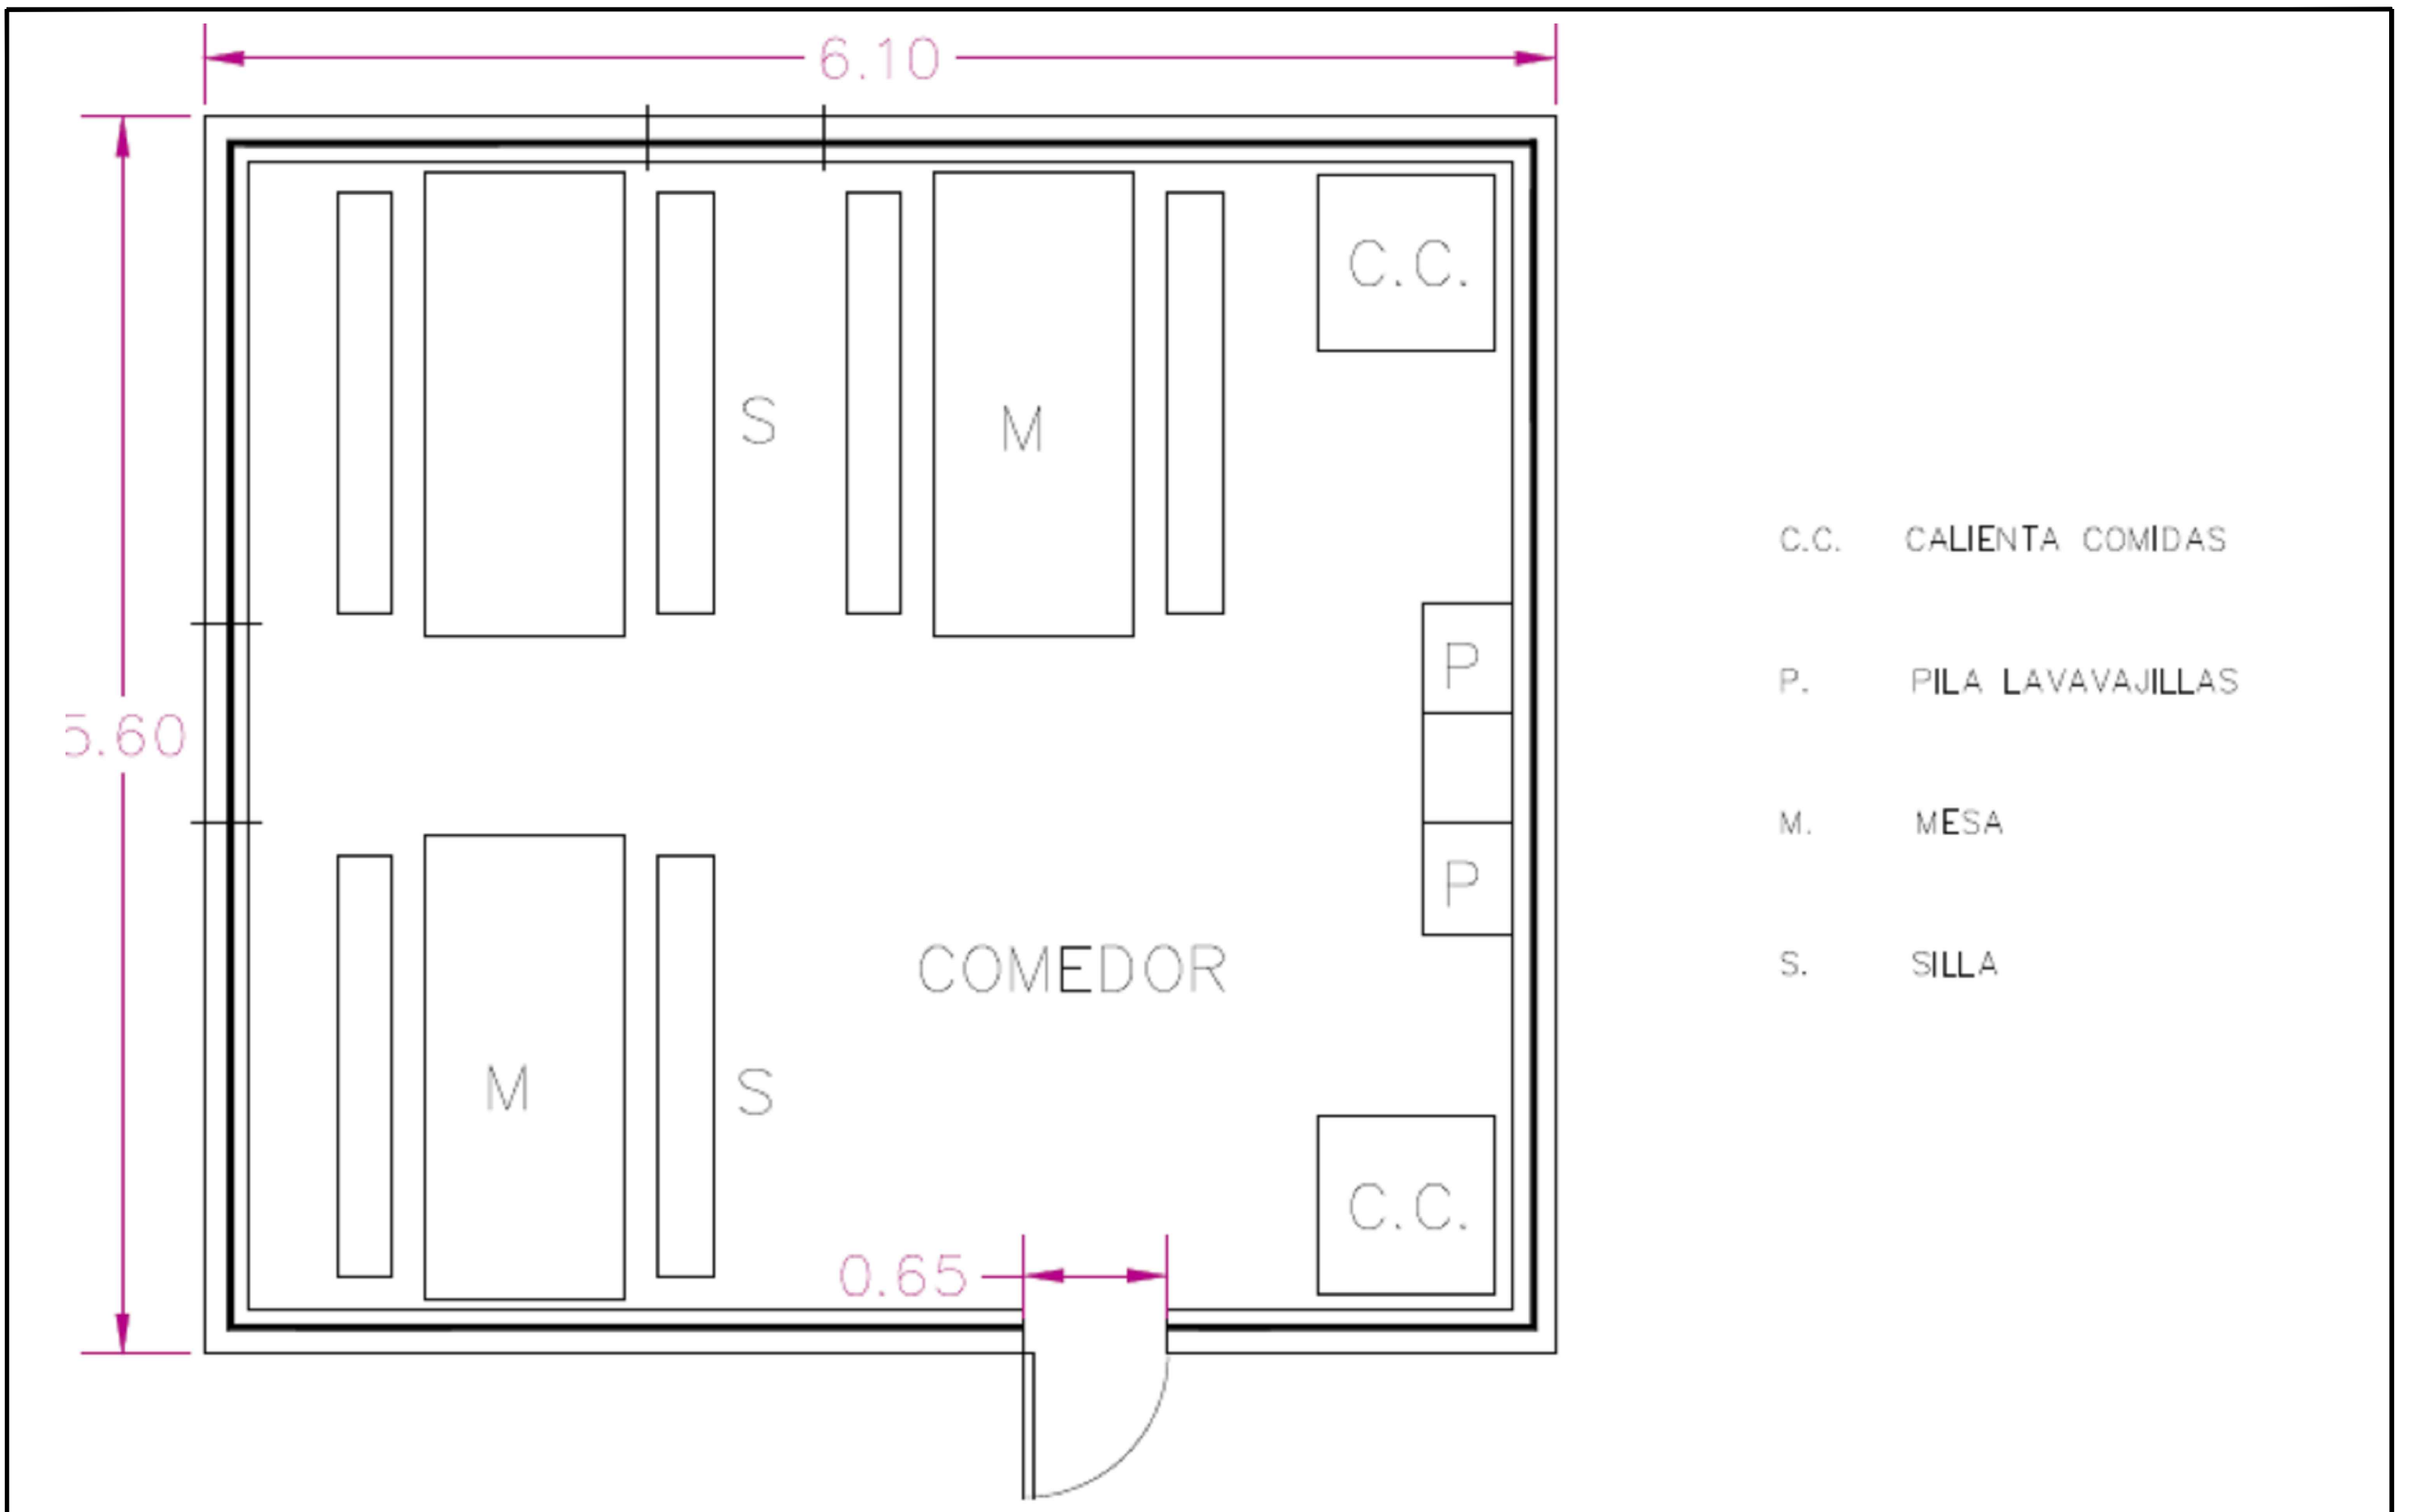 6.10
C.C.
S
M
C.C. CALIENTA COMIDAS
P
P. PILA LAVAVAJILLAS
5.60
M. MESA
P
COMEDOR
S. SILLA
M
S
C.C.
0.65